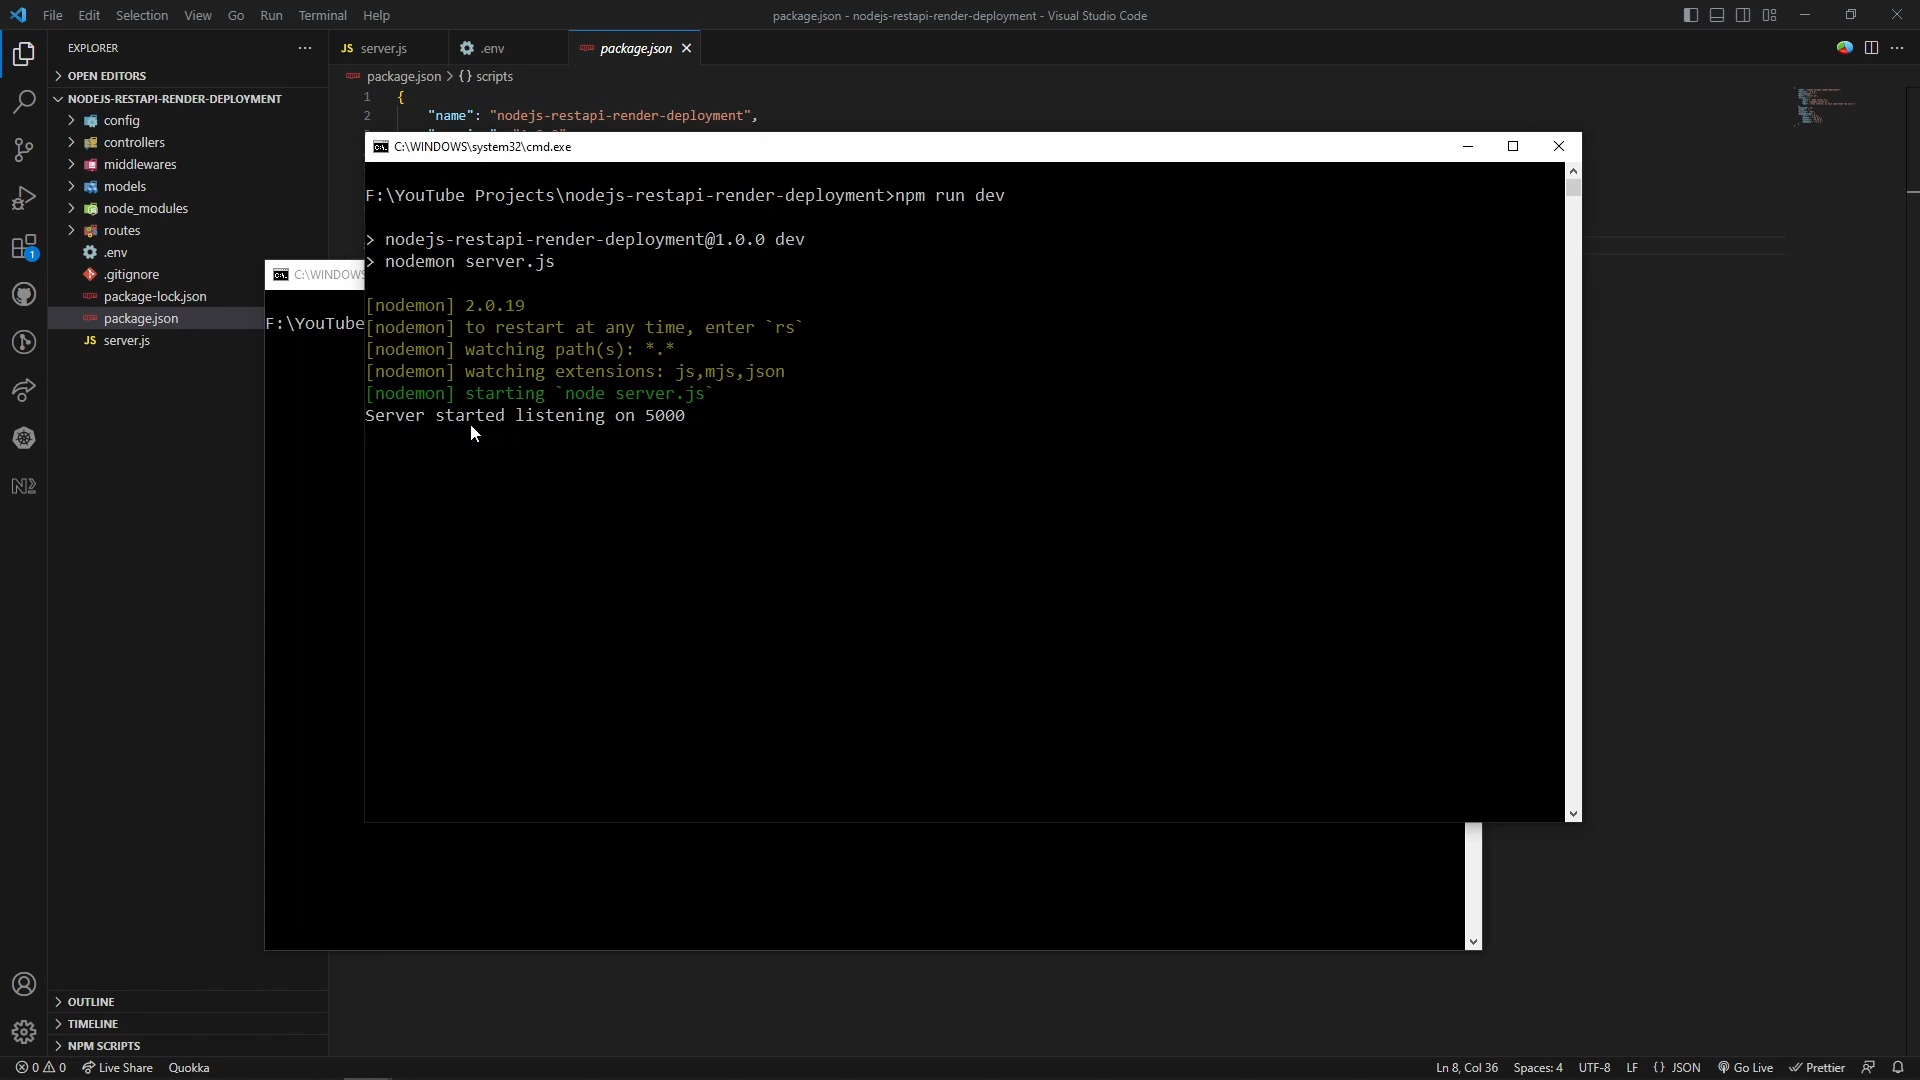 File Edit Selection View Go Run Terminal Help
package.json - nodejs-restapi-render-deployment - Visual Studio Code
EXPLORER
OPEN EDITORS
NODEJS-RESTAPI-RENDER-DEPLOYMENT
config
controllers
middlewares
models
node_modules
routes
.env
.gitignore
package-lock.json
package.json
server.js
OUTLINE
TIMELINE
NPM SCRIPTS
JS server.js
.env
package.json
package.json > {} scripts
1 {
2 "name": "nodejs-restapi-render-deployment",
C:\WINDOWS
F:\YouTube
C:\WINDOWS\system32\cmd.exe
F:\YouTube Projects\nodejs-restapi-render-deployment>npm run dev
> nodejs-restapi-render-deployment@1.0.0 dev
> nodemon server.js
[nodemon] 2.0.19
[nodemon] to restart at any time, enter `rs`
[nodemon] watching path(s): *.*
[nodemon] watching extensions: js,mjs,json
[nodemon] starting `node server.js`
Server started listening on 5000
0 0 Live Share Quokka
Ln 8, Col 36 Spaces: 4 UTF-8 LF {} JSON Go Live Prettier